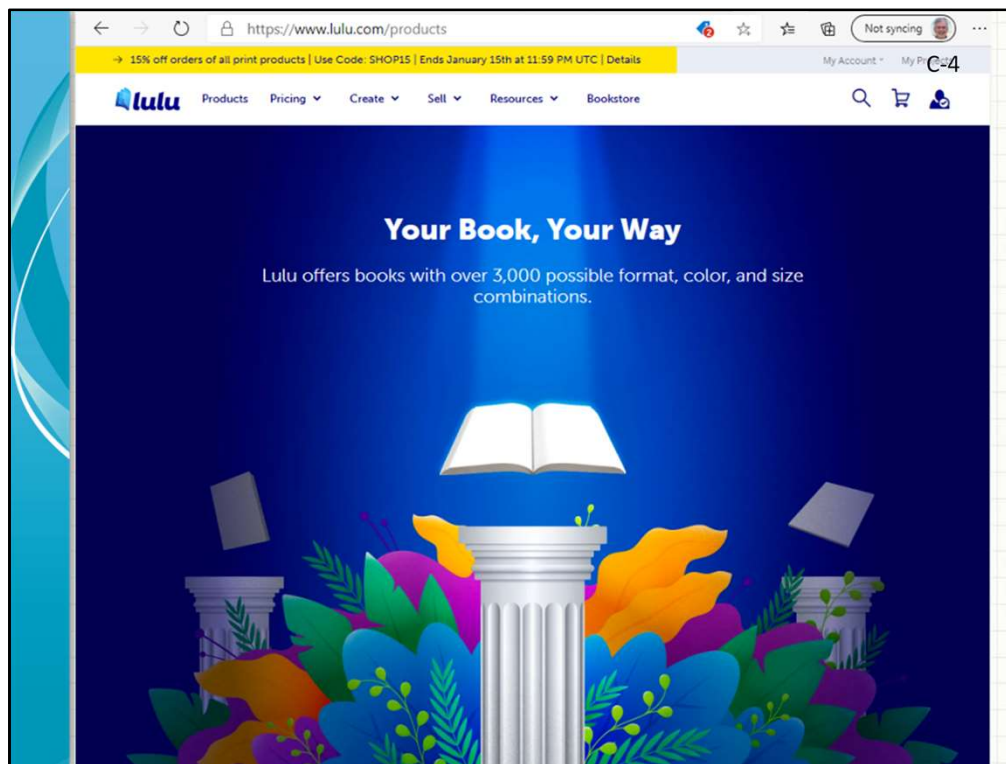 https://www.lulu.com/products
2
Not syncing
→ 15% off orders of all print products | Use Code: SHOP15 | Ends January 15th at 11:59 PM UTC | Details
My Account
My
C-4
lulu Products Pricing Create Sell Resources Bookstore
Your Book, Your Way
Lulu offers books with over 3,000 possible format, color, and size
combinations.